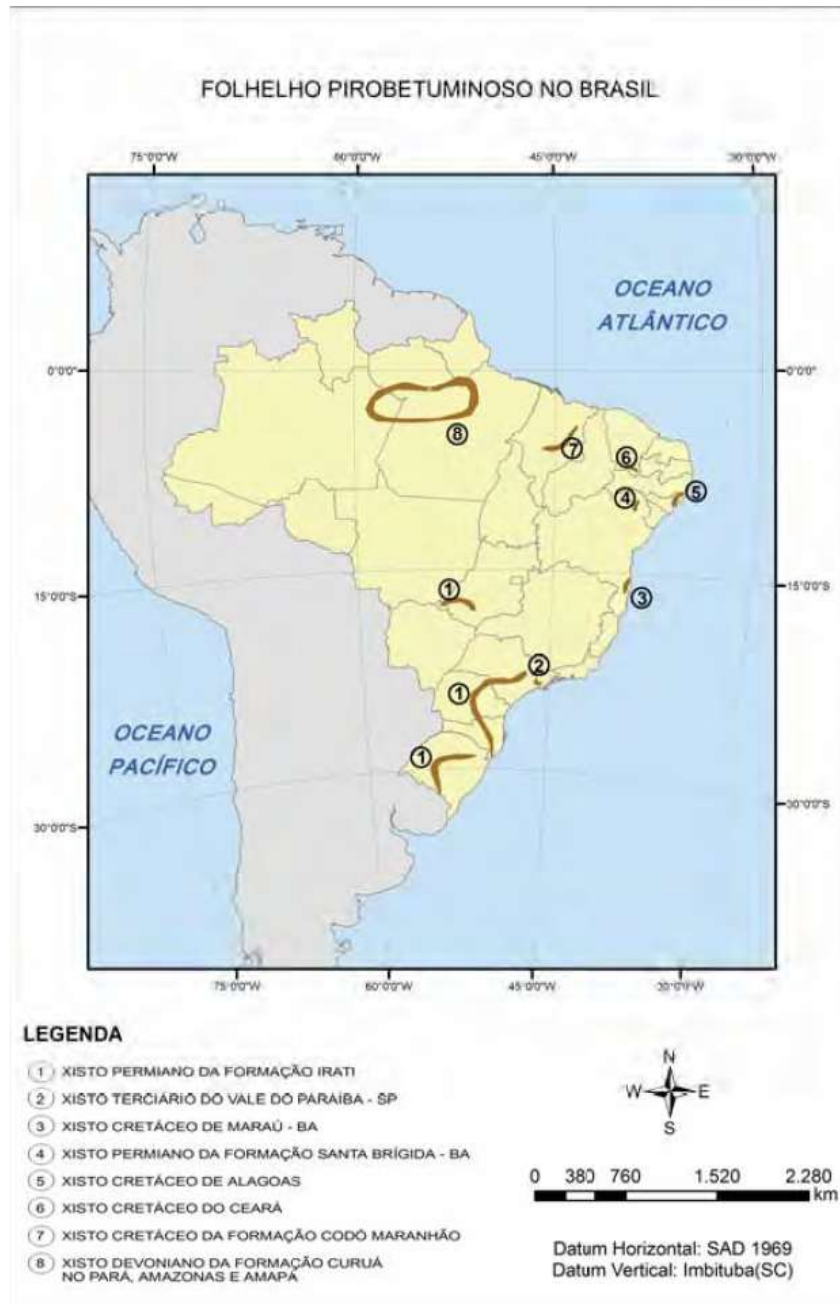 FOLHELHO PIROBETUMINOSO NO BRASIL
75°0'0"W 60°0'0"W 45°0'0"W 30°0'0"W
OCEANO
ATLÂNTICO
0°0'0" 0°0'0"
8
7
6
4
5
15°0'0"S 15°0'0"S
1
3
2
1
OCEANO
PACÍFICO
1
30°0'0"S 30°0'0"S
75°0'0"W 60°0'0"W 45°0'0"W 30°0'0"W
LEGENDA
1 XISTO PERMIANO DA FORMAÇÃO IRATI
2 XISTO TERCIÁRIO DO VALE DO PARAÍBA - SP
3 XISTO CRETÁCEO DE MARAÚ - BA
4 XISTO PERMIANO DA FORMAÇÃO SANTA BRÍGIDA - BA
5 XISTO CRETÁCEO DE ALAGOAS
6 XISTO CRETÁCEO DO CEARÁ
7 XISTO CRETÁCEO DA FORMAÇÃO CODÓ MARANHÃO
8 XISTO DEVONIANO DA FORMAÇÃO CURUÁ
NO PARÁ, AMAZONAS E AMAPÁ
N
W E
S
0 380 760 1.520 2.280
km
Datum Horizontal: SAD 1969
Datum Vertical: Imbituba(SC)